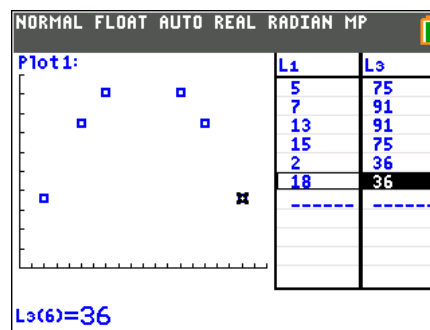 NORMAL FLOAT AUTO REAL RADIAN MP
Plot1:
L1 L3
5 75
7 91
13 91
15 75
2 36
18 36
------ ------
L3(6)=36